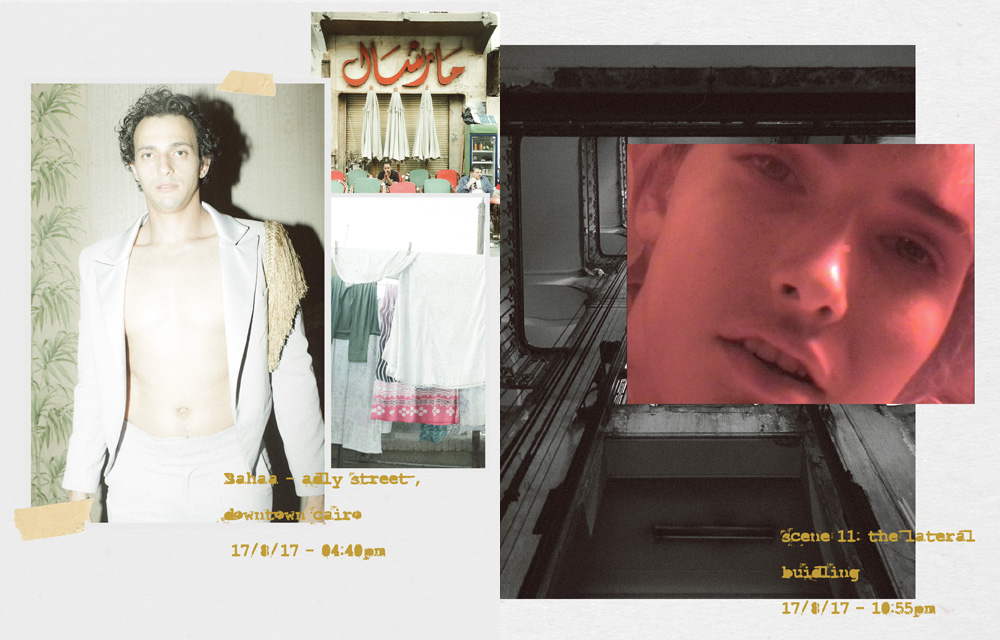 مارشال
Bahaa - adly street,
downtown cairo
17/8/17 - 04:40pm
scene 11: the lateral
buidling
17/8/17 - 10:55pm